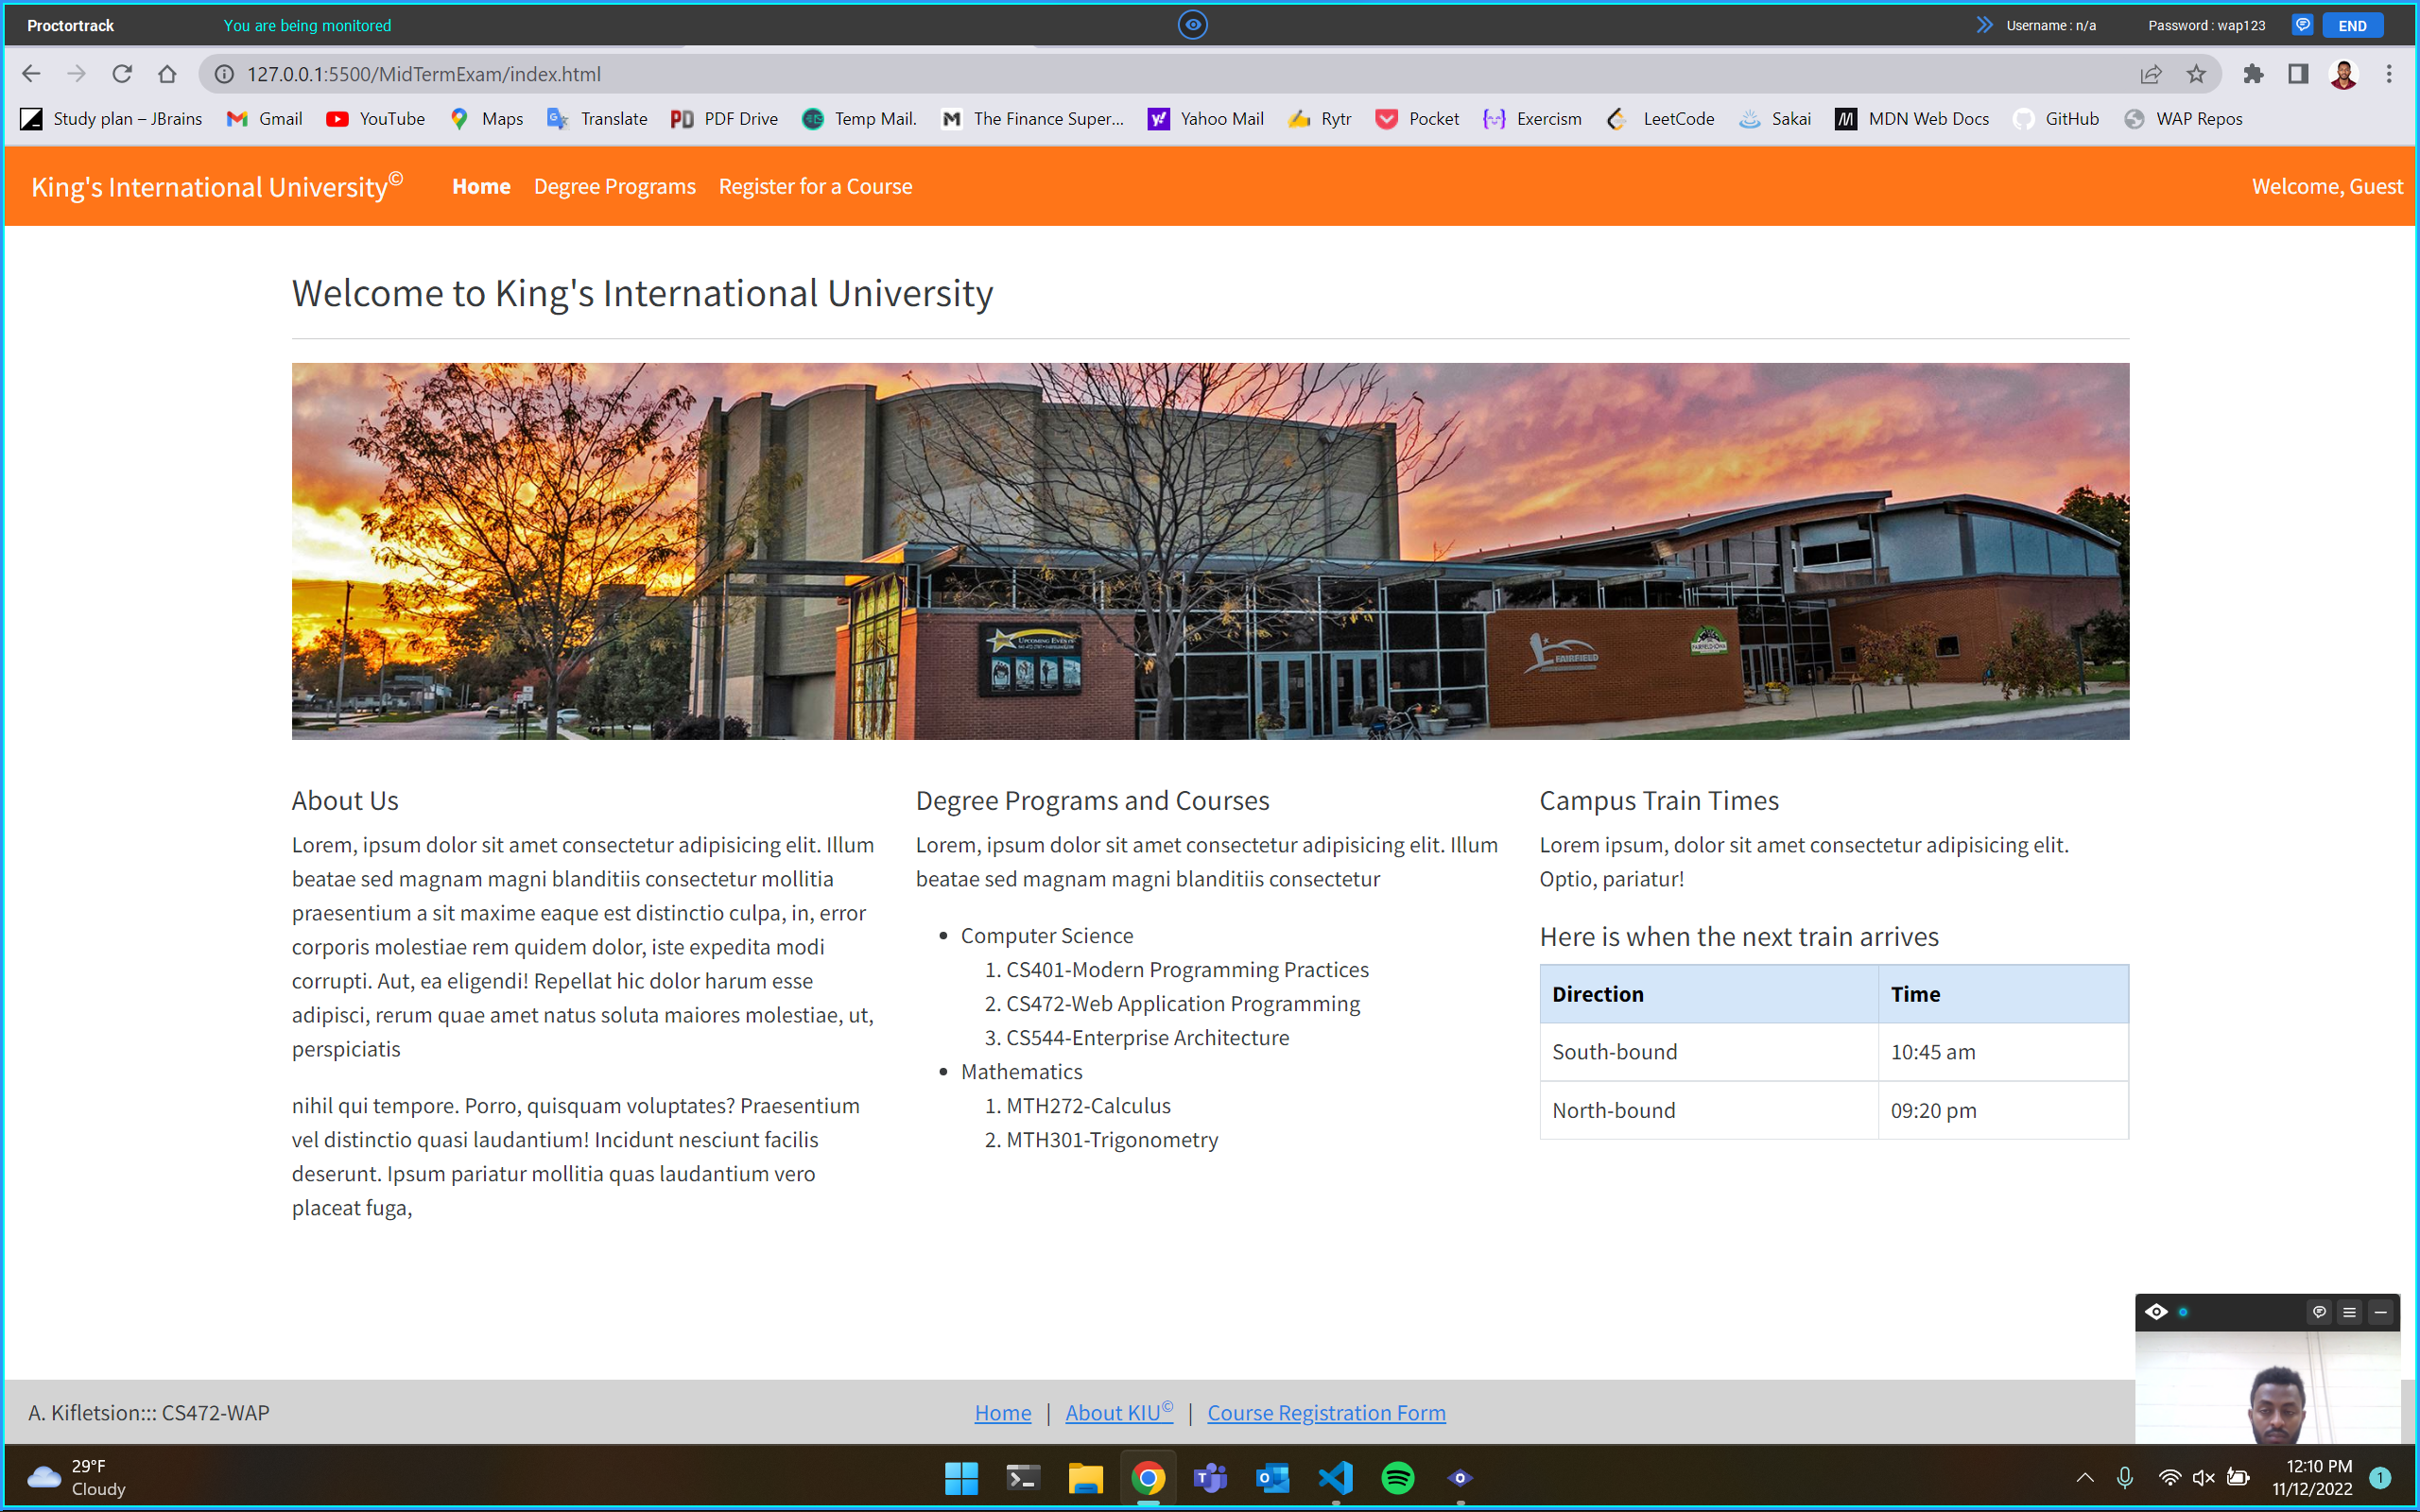 Proctortrack You are being monitored Username : n/a Password : wap123 END
127.0.0.1:5500/MidTermExam/index.html
Study plan – JBrains Gmail YouTube Maps Translate PDF Drive Temp Mail. The Finance Super... Yahoo Mail Rytr Pocket Exercism LeetCode Sakai MDN Web Docs GitHub WAP Repos
King's International University© Home Degree Programs Register for a Course Welcome, Guest
Welcome to King's International University
UPCOMING EVENTS
FAIRFIELD
About Us
Lorem, ipsum dolor sit amet consectetur adipisicing elit. Illum
beatae sed magnam magni blanditiis consectetur mollitia
praesentium a sit maxime eaque est distinctio culpa, in, error
corporis molestiae rem quidem dolor, iste expedita modi
corrupti. Aut, ea eligendi! Repellat hic dolor harum esse
adipisci, rerum quae amet natus soluta maiores molestiae, ut,
perspiciatis
nihil qui tempore. Porro, quisquam voluptates? Praesentium
vel distinctio quasi laudantium! Incidunt nesciunt facilis
deserunt. Ipsum pariatur mollitia quas laudantium vero
placeat fuga,
Degree Programs and Courses
Lorem, ipsum dolor sit amet consectetur adipisicing elit. Illum
beatae sed magnam magni blanditiis consectetur
• Computer Science
1. CS401-Modern Programming Practices
2. CS472-Web Application Programming
3. CS544-Enterprise Architecture
• Mathematics
1. MTH272-Calculus
2. MTH301-Trigonometry
Campus Train Times
Lorem ipsum, dolor sit amet consectetur adipisicing elit.
Optio, pariatur!
Here is when the next train arrives
Direction Time
South-bound 10:45 am
North-bound 09:20 pm
A. Kifletsion::: CS472-WAP Home | About KIU© | Course Registration Form
29°F
Cloudy
12:10 PM
11/12/2022
1